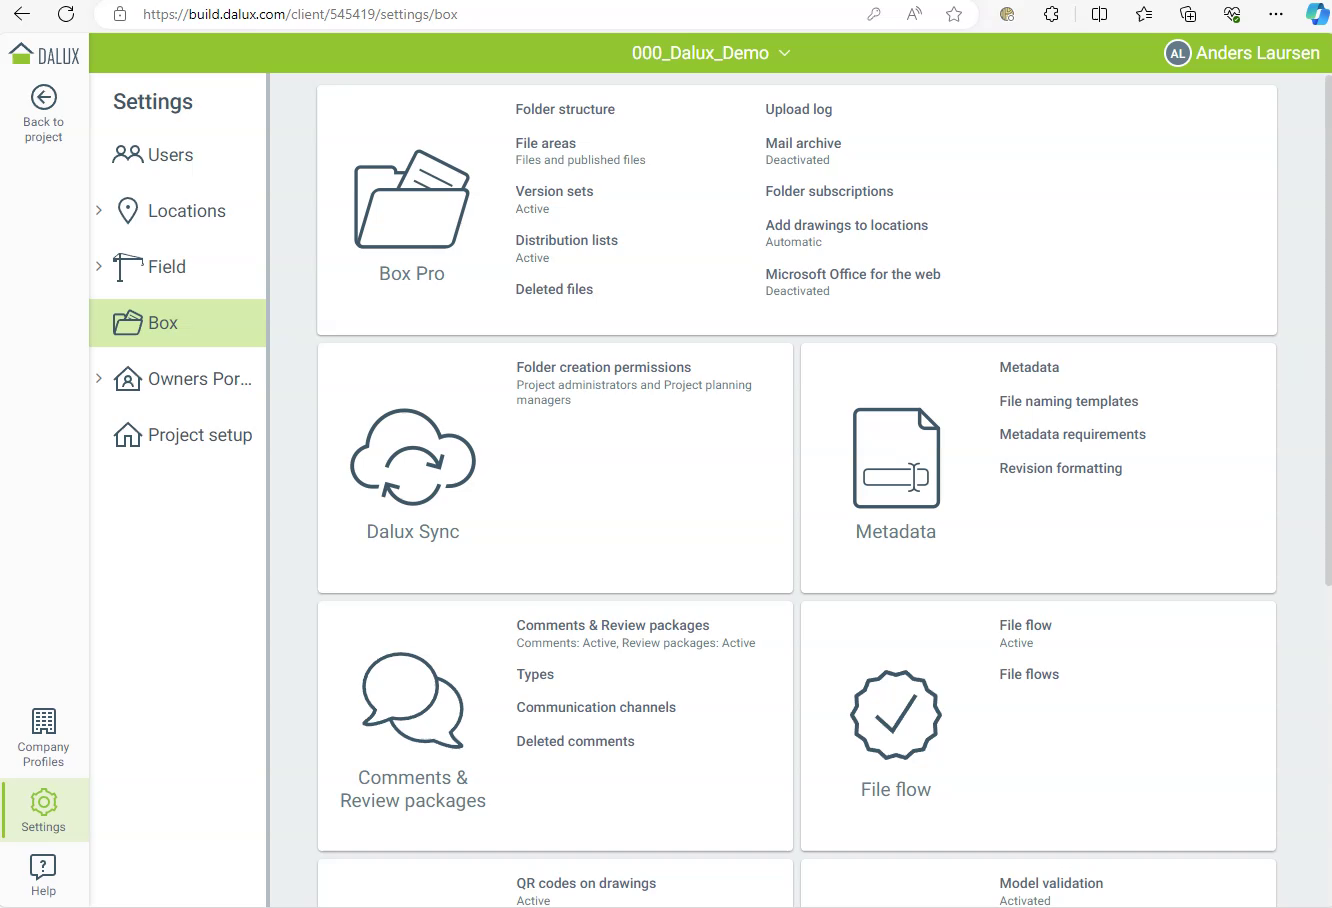 https://build.dalux.com/client/545419/settings/box
DALUX
000_Dalux_Demo
AL
Anders Laursen
Back to
project
Settings
Users
Locations
Field
Box
Owners Por...
Project setup
Company
Profiles
Settings
Help
Box Pro
Folder structure
File areas
Files and published files
Version sets
Active
Distribution lists
Active
Deleted files
Upload log
Mail archive
Deactivated
Folder subscriptions
Add drawings to locations
Automatic
Microsoft Office for the web
Deactivated
Dalux Sync
Folder creation permissions
Project administrators and Project planning
managers
Metadata
Metadata
File naming templates
Metadata requirements
Revision formatting
Comments &
Review packages
Comments & Review packages
Comments: Active, Review packages: Active
Types
Communication channels
Deleted comments
File flow
File flow
Active
File flows
QR codes on drawings
Active
Model validation
Activated